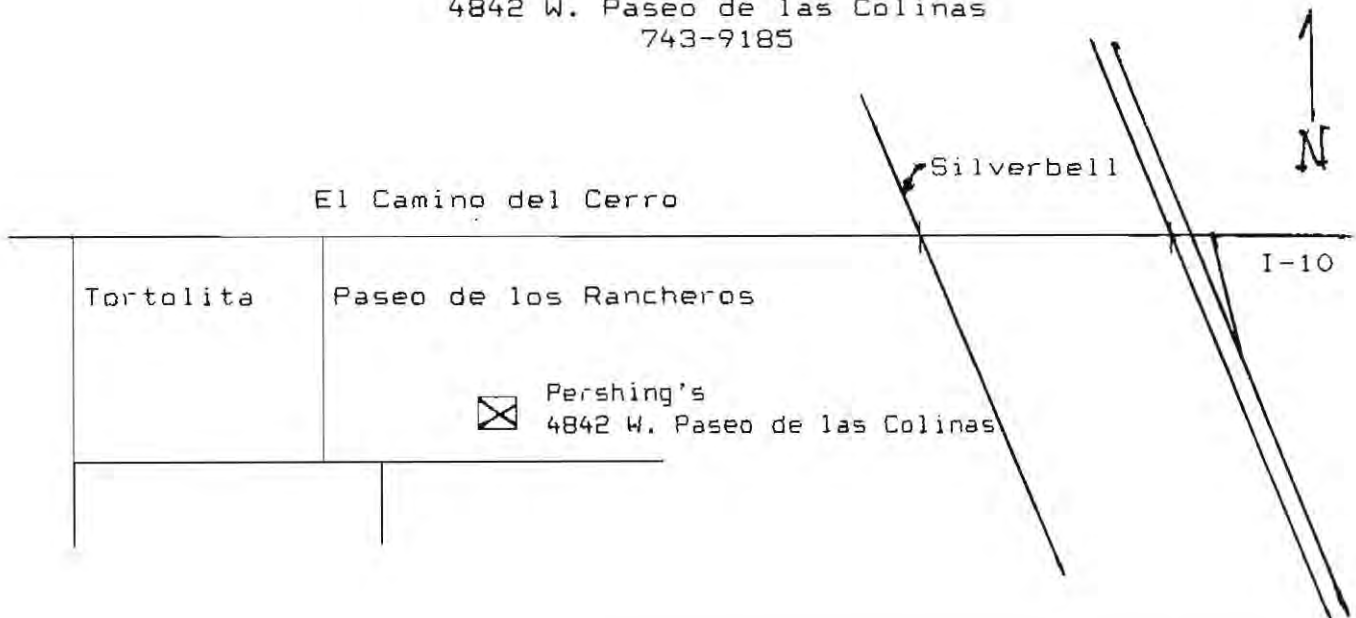 4842 W. Paseo de las Colinas
743-9185
N
Silverbell
El Camino del Cerro
I-10
Tortolita
Paseo de los Rancheros
Pershing's
4842 W. Paseo de las Colinas